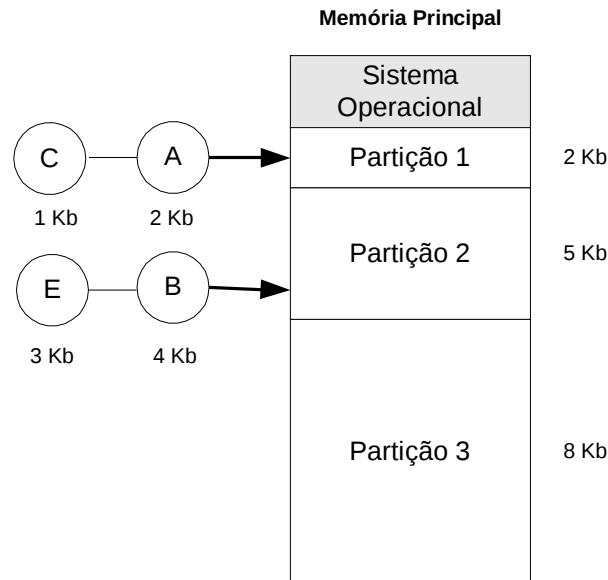 Memória Principal
Sistema
Operacional
C
A
Partição 1
2 Kb
1 Kb
2 Kb
Partição 2
5 Kb
E
B
3 Kb
4 Kb
Partição 3
8 Kb